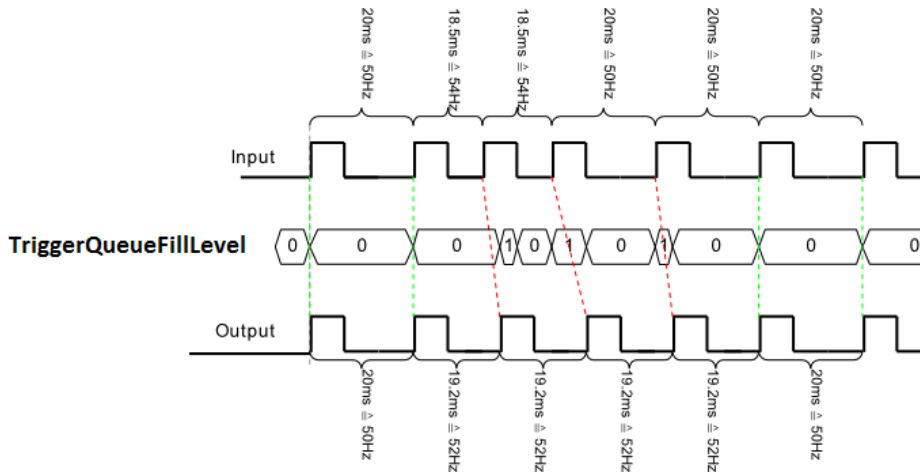 20ms ≙ 50Hz
18.5ms ≙ 54Hz
18.5ms ≙ 54Hz
20ms ≙ 50Hz
20ms ≙ 50Hz
20ms ≙ 50Hz
Input
TriggerQueueFillLevel
0 0 0 1 0 1 0 1 0 0 0
Output
20ms ≙ 50Hz
19.2ms ≙ 52Hz
19.2ms ≙ 52Hz
19.2ms ≙ 52Hz
19.2ms ≙ 52Hz
20ms ≙ 50Hz